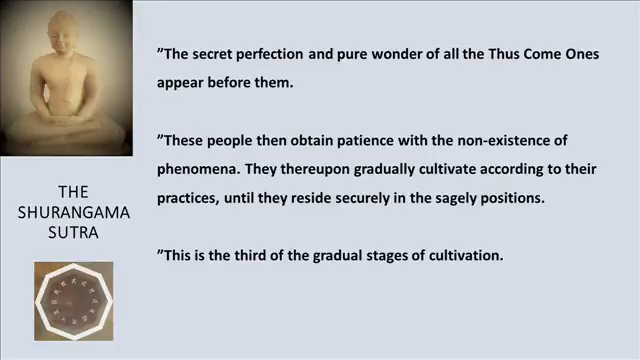 ”The secret perfection and pure wonder of all the Thus Come Ones
appear before them.
”These people then obtain patience with the non-existence of
phenomena. They thereupon gradually cultivate according to their
practices, until they reside securely in the sagely positions.
”This is the third of the gradual stages of cultivation.
THE
SHURANGAMA
SUTRA